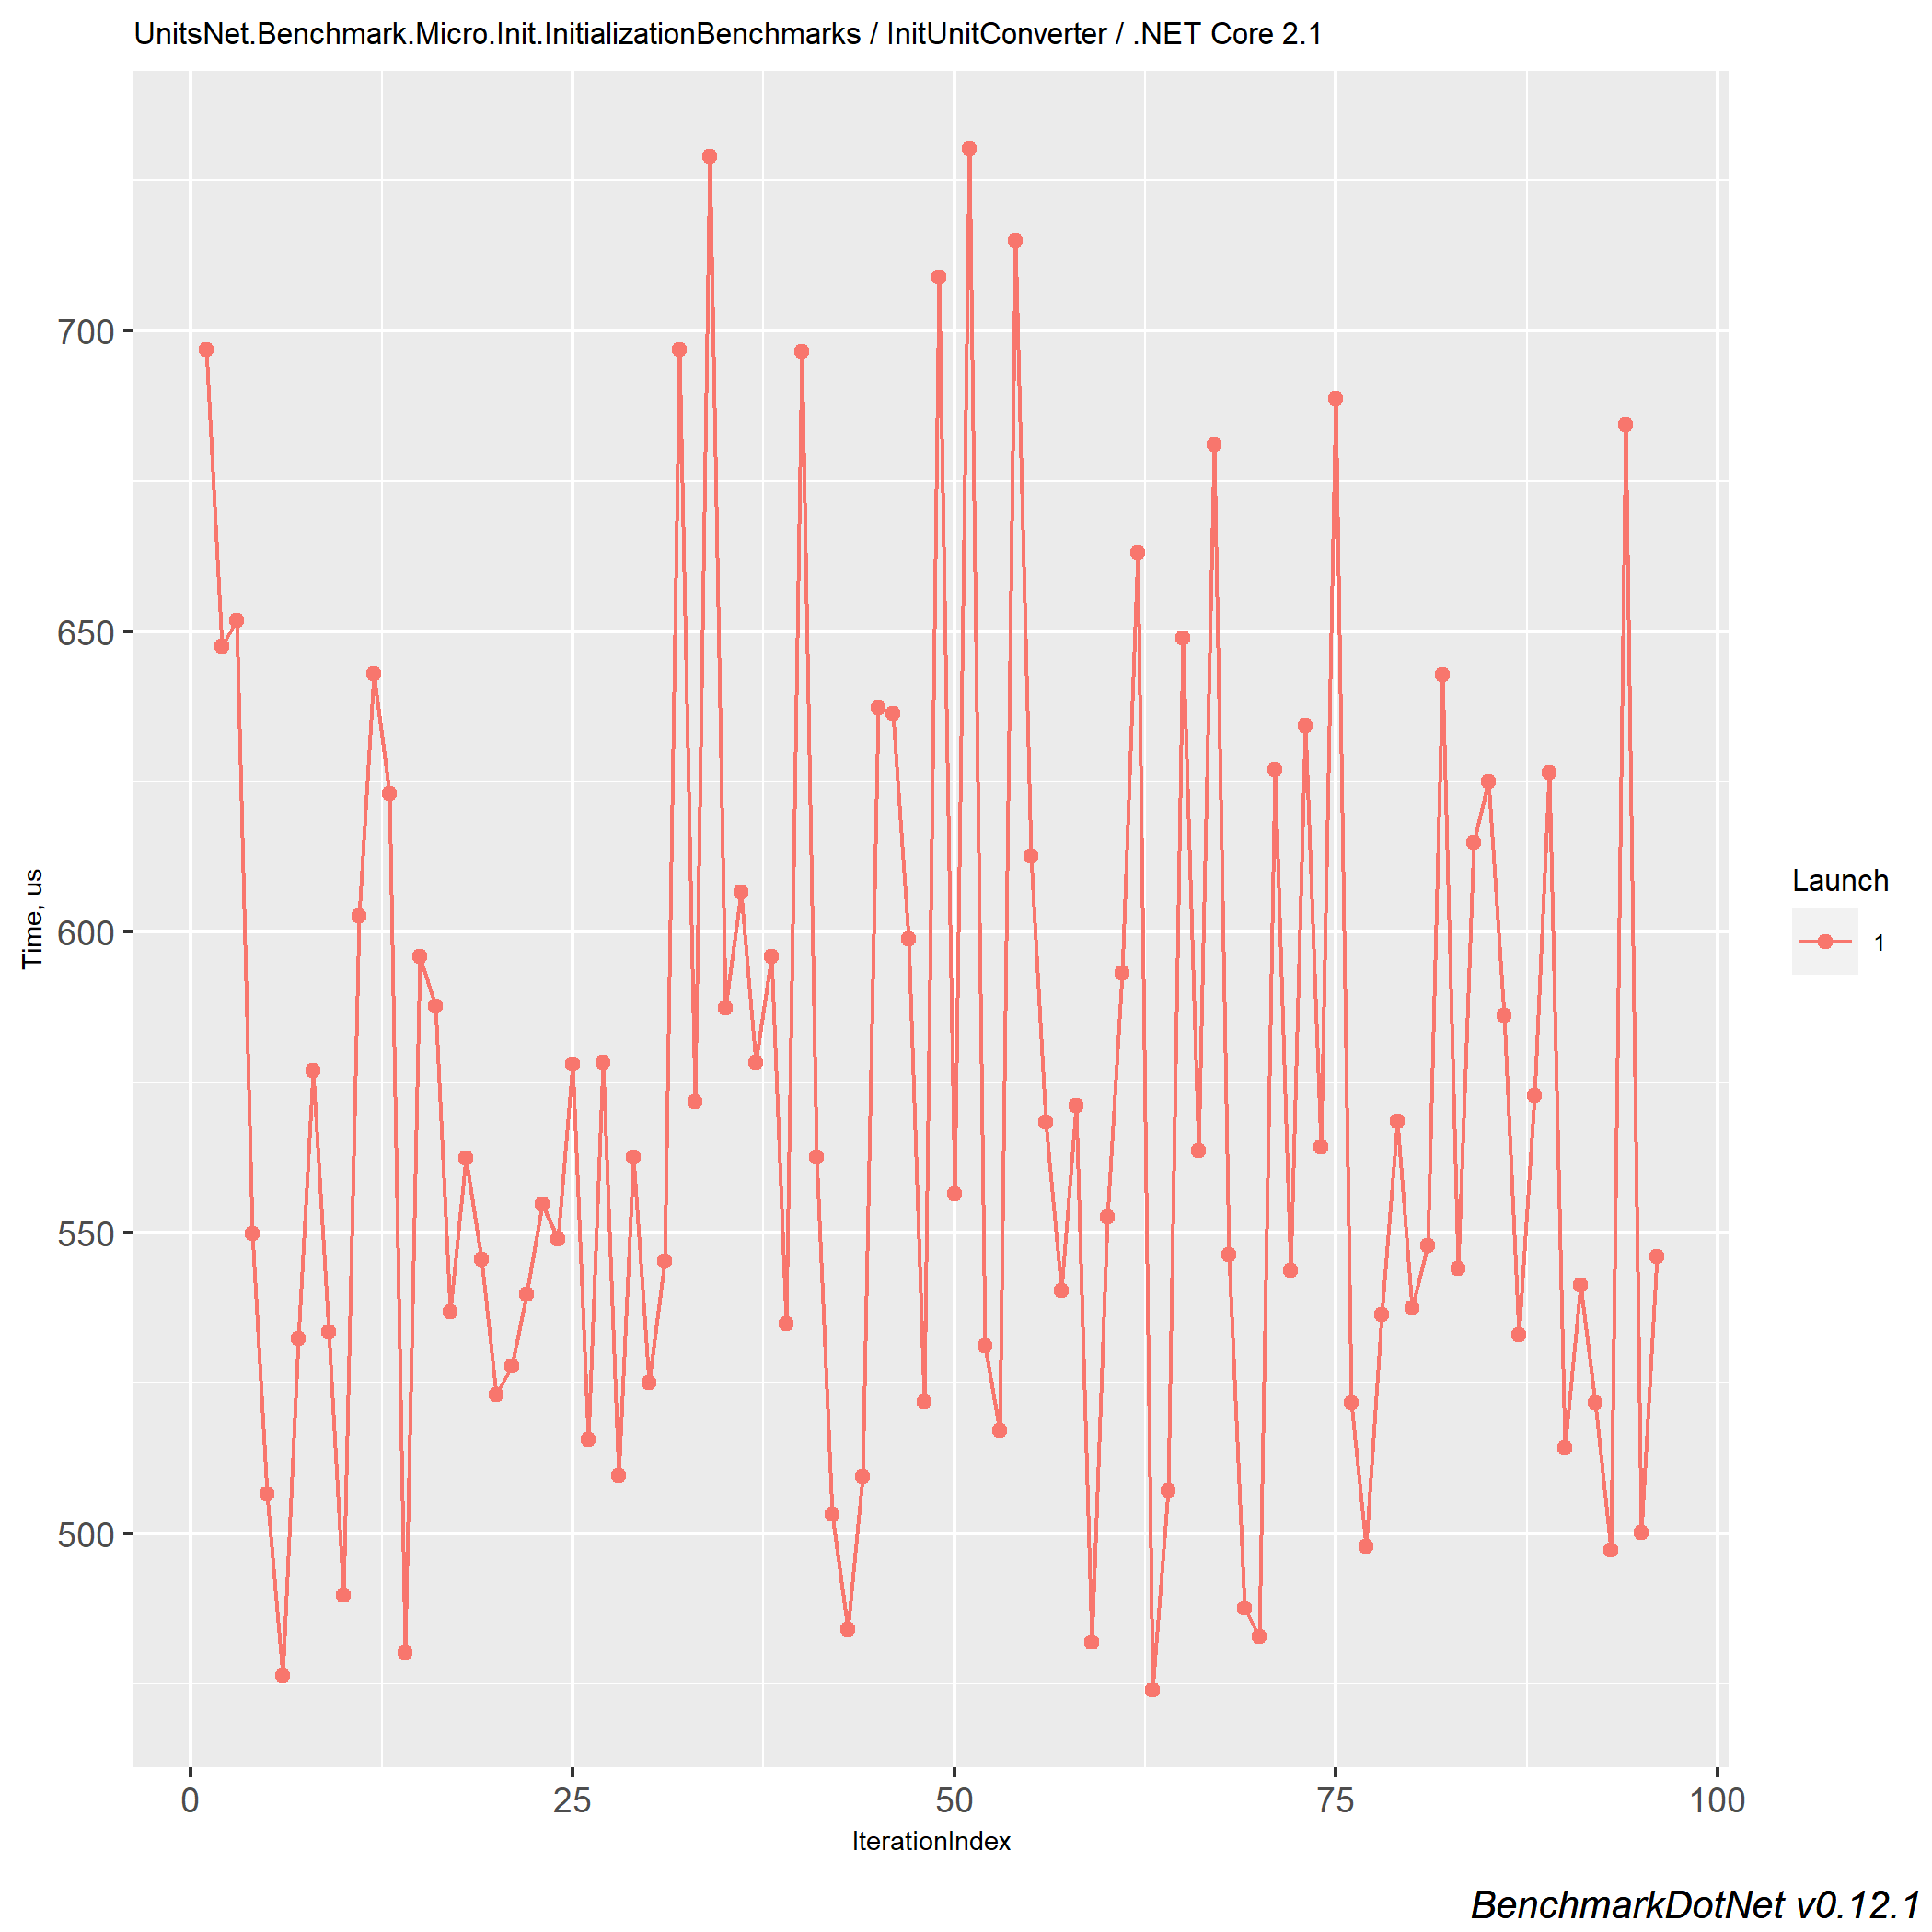 UnitsNet.Benchmark.Micro.Init.InitializationBenchmarks / InitUnitConverter / .NET Core 2.1
700
650
600
550
500
Time, us
0 25 50 75 100
IterationIndex
Launch
1
BenchmarkDotNet v0.12.1